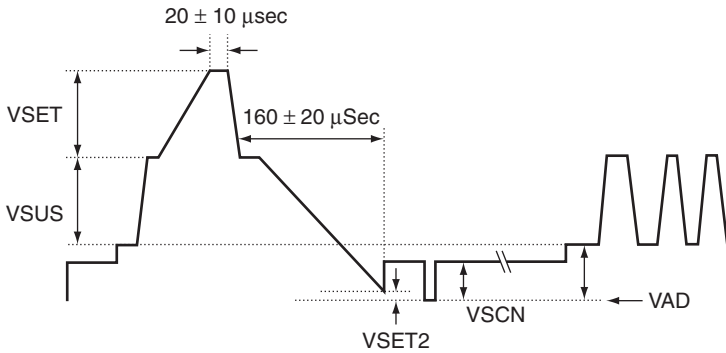 20 ± 10 μsec
VSET
160 ± 20 μSec
VSUS
VAD
VSCN
VSET2